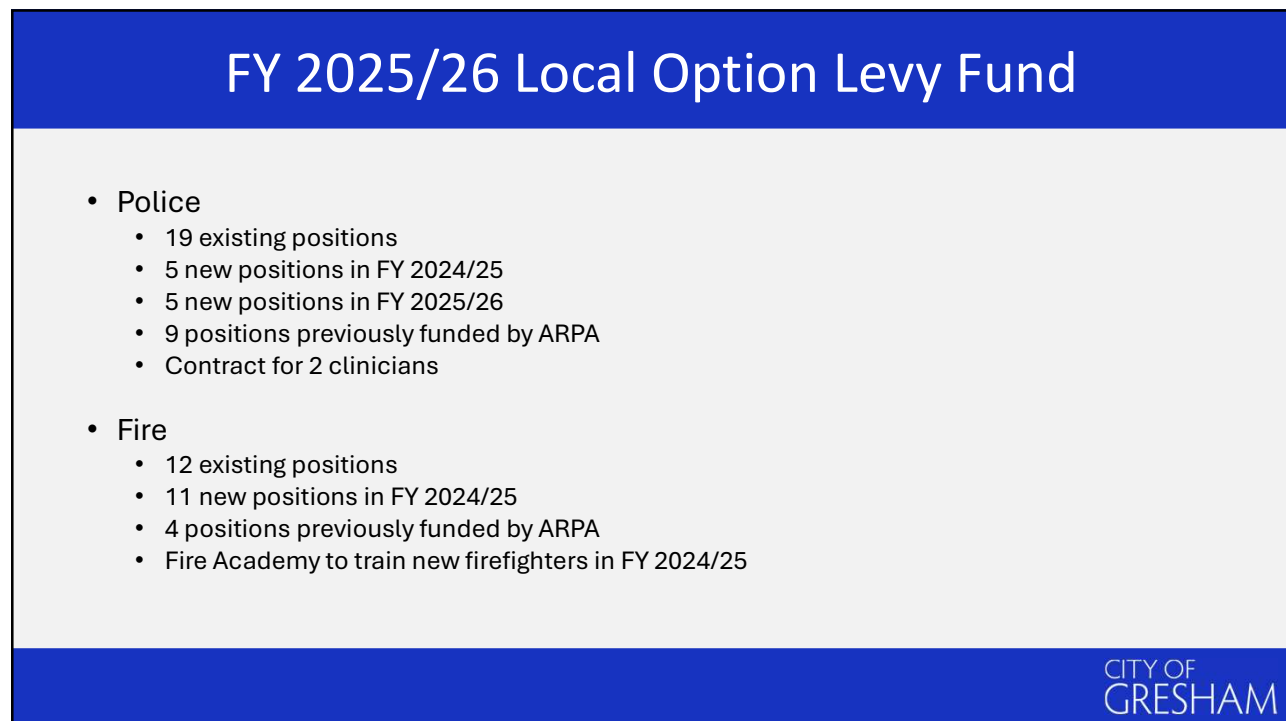 FY 2025/26 Local Option Levy Fund
• Police
• 19 existing positions
• 5 new positions in FY 2024/25
• 5 new positions in FY 2025/26
• 9 positions previously funded by ARPA
• Contract for 2 clinicians
• Fire
• 12 existing positions
• 11 new positions in FY 2024/25
• 4 positions previously funded by ARPA
• Fire Academy to train new firefighters in FY 2024/25
CITY OF
GRESHAM